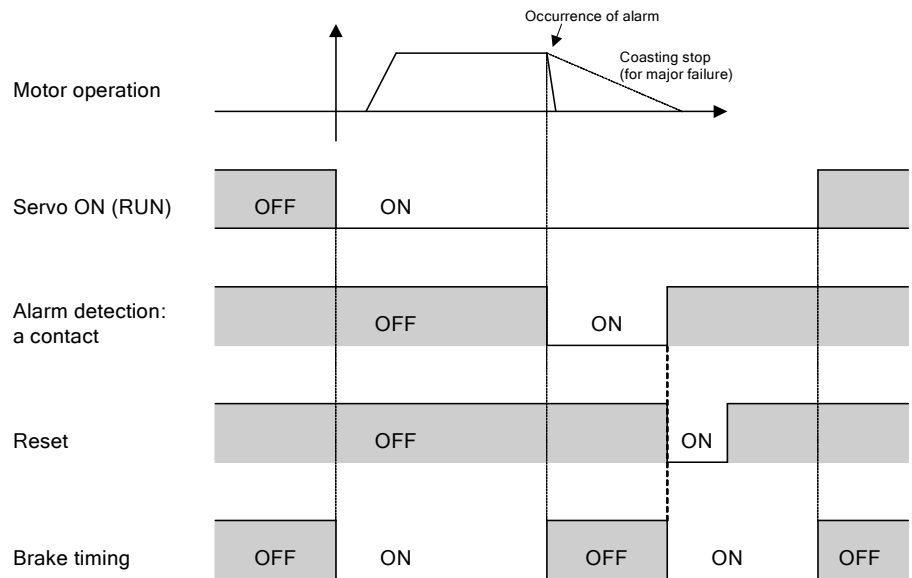 Occurrence of alarm
Coasting stop
(for major failure)
Motor operation
Servo ON (RUN)
OFF
ON
Alarm detection:
a contact
OFF
ON
Reset
OFF
ON
Brake timing
OFF
ON
OFF
ON
OFF